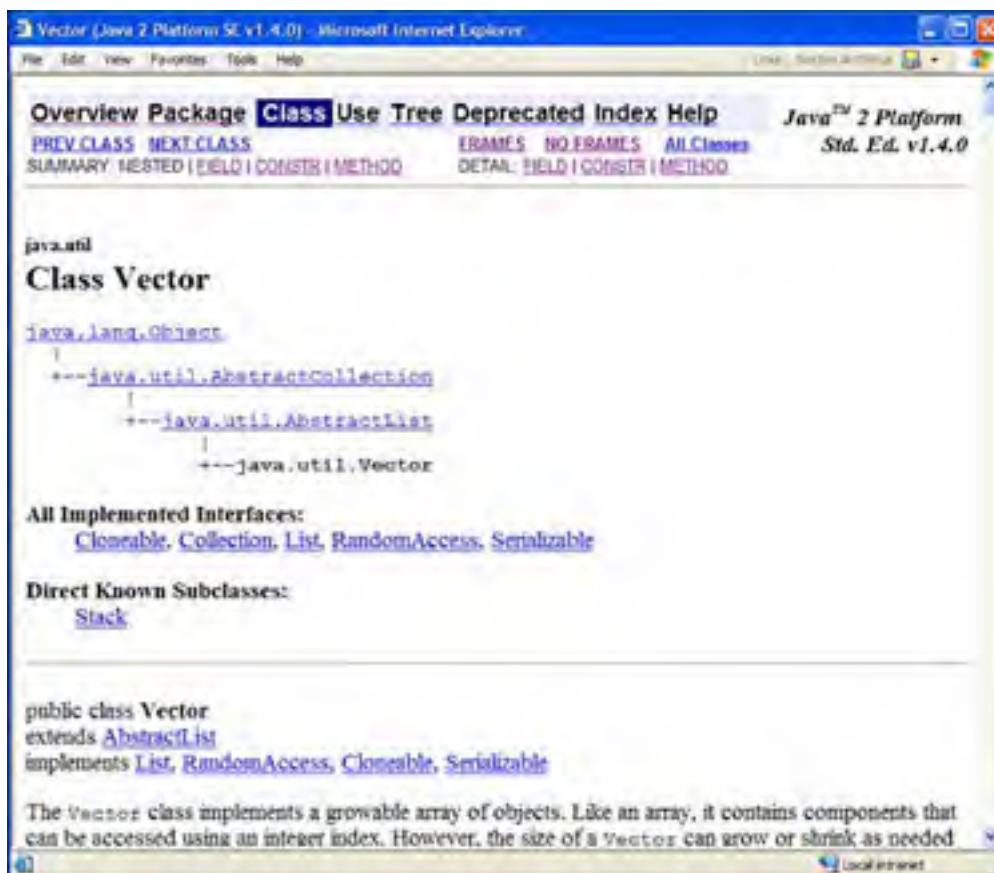 Vector (Java 2 Platform SE v1.4.0) - Microsoft Internet Explorer
File Edit View Favorites Tools Help
Overview Package Class Use Tree Deprecated Index Help
Java™ 2 Platform
Std. Ed. v1.4.0
PREV CLASS NEXT CLASS
FRAMES NO FRAMES All Classes
SUMMARY: NESTED | FIELD | CONSTR | METHOD
DETAIL: FIELD | CONSTR | METHOD
java.util
Class Vector
java.lang.Object
|
+--java.util.AbstractCollection
|
+--java.util.AbstractList
|
+--java.util.Vector
All Implemented Interfaces:
Cloneable, Collection, List, RandomAccess, Serializable
Direct Known Subclasses:
Stack
public class Vector
extends AbstractList
implements List, RandomAccess, Cloneable, Serializable
The Vector class implements a growable array of objects. Like an array, it contains components that
can be accessed using an integer index. However, the size of a Vector can grow or shrink as needed
Local intranet